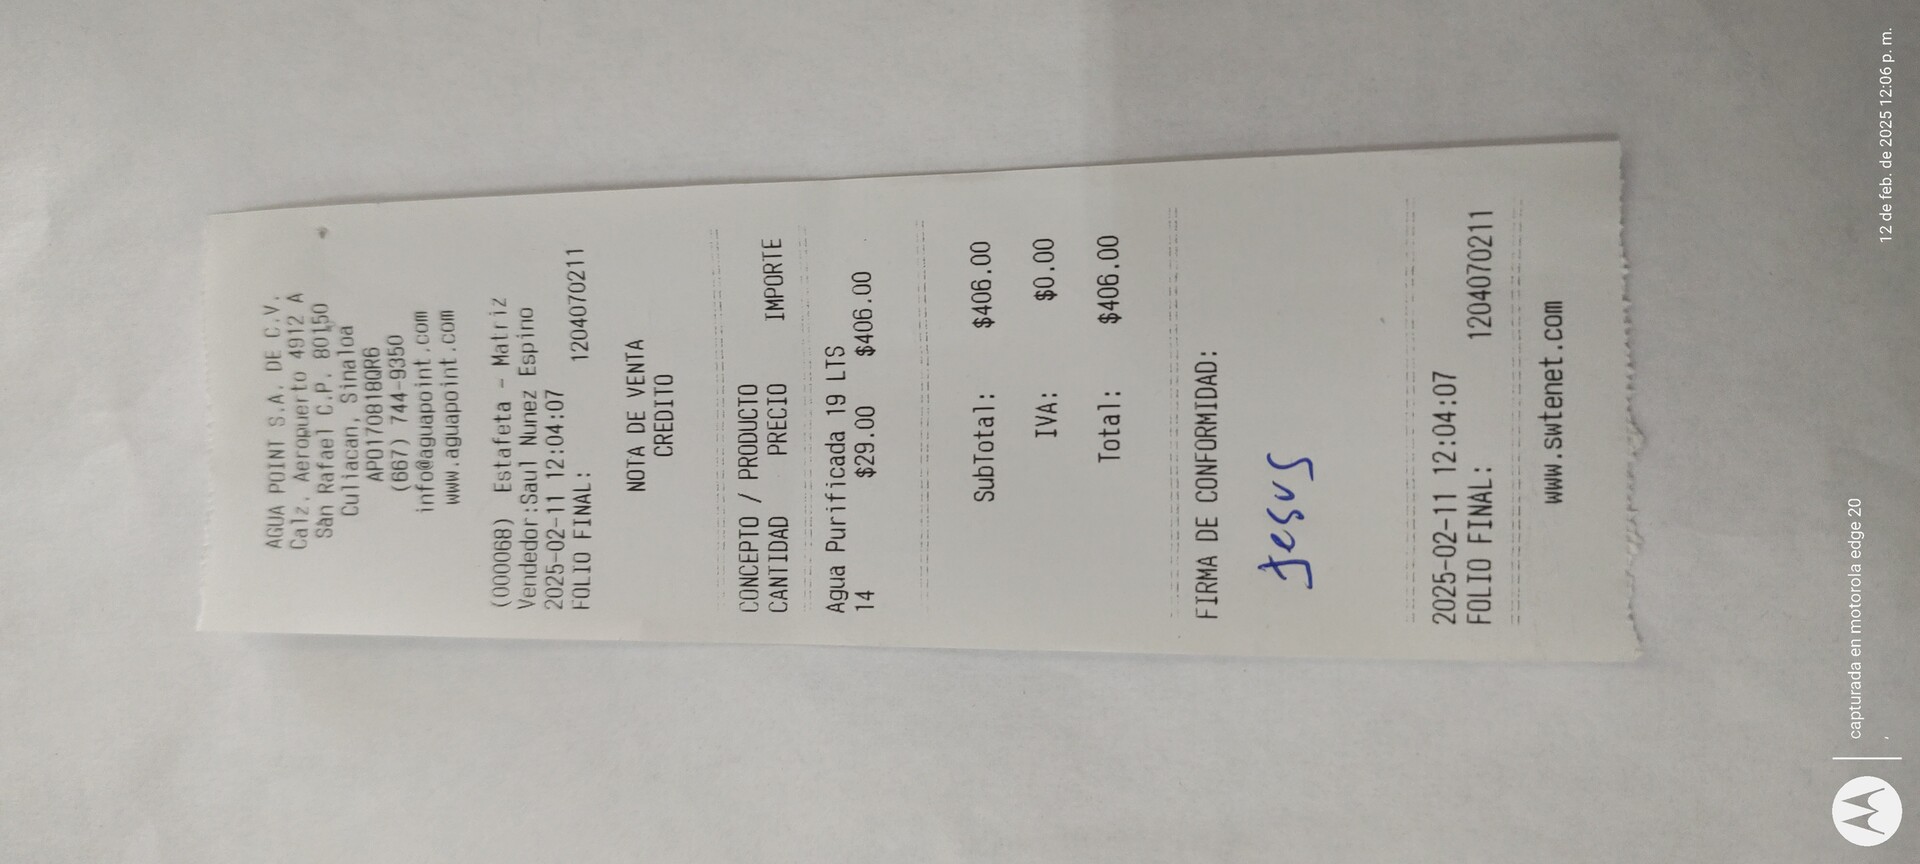 AGUA POINT S.A. DE C.V.
Calz. Aeropuerto 4912 A
San Rafael C.P. 80150
Culiacan, Sinaloa
APO170818QR6
(667) 744-9350
info@aguapoint.com
www.aguapoint.com
(000068) Estafeta - Matriz
Vendedor:Saul Nunez Espino
2025-02-11 12:04:07
FOLIO FINAL: 1204070211
NOTA DE VENTA
CREDITO
CONCEPTO / PRODUCTO
CANTIDAD PRECIO IMPORTE
Agua Purificada 19 LTS
14 $29.00 $406.00
SubTotal: $406.00
IVA: $0.00
Total: $406.00
FIRMA DE CONFORMIDAD:
Jesus
2025-02-11 12:04:07
FOLIO FINAL: 1204070211
www.swtenet.com
capturada en motorola edge 20
12 de feb. de 2025 12:06 p. m.